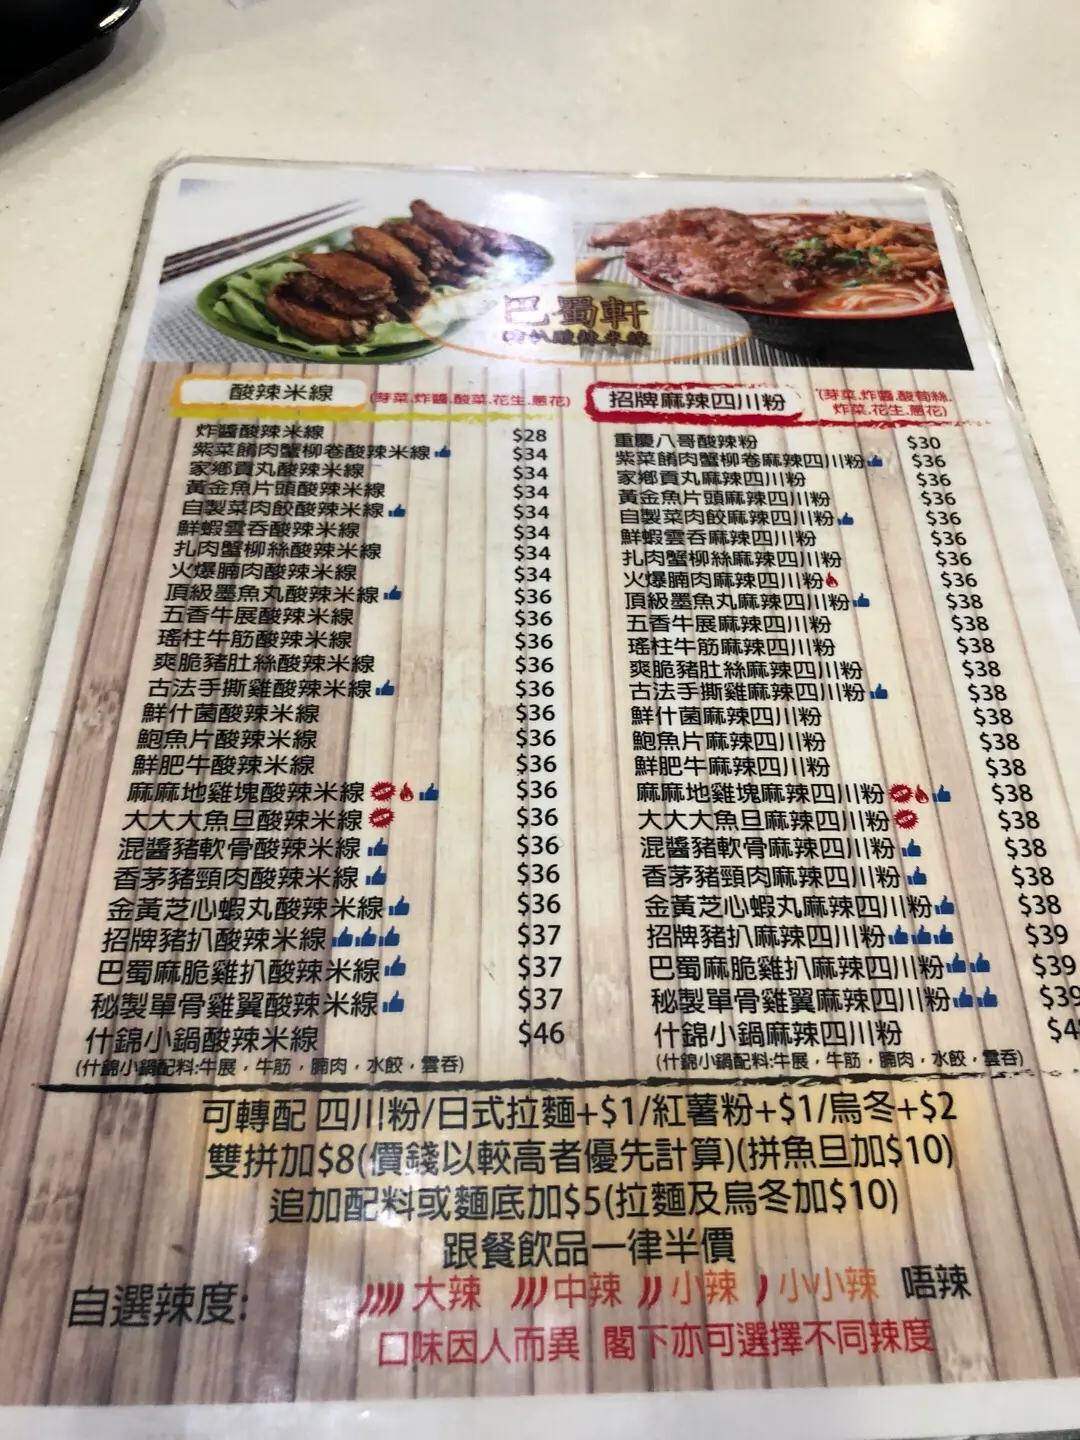 巴蜀軒
酸辣米線 (芽菜.炸醬.酸菜.花生.蔥花)
炸醬酸辣米線 $28
紫菜餚肉蟹柳卷酸辣米線 $34
家鄉貢丸酸辣米線 $34
黃金魚片頭酸辣米線 $34
自製菜肉餃酸辣米線 $34
鮮蝦雲吞酸辣米線 $34
扎肉蟹柳絲酸辣米線 $34
火爆腩肉酸辣米線 $34
頂級墨魚丸酸辣米線 $36
五香牛展酸辣米線 $36
瑤柱牛筋酸辣米線 $36
爽脆豬肚絲酸辣米線 $36
古法手撕雞酸辣米線 $36
鮮什菌酸辣米線 $36
鮑魚片酸辣米線 $36
鮮肥牛酸辣米線 $36
麻麻地雞塊酸辣米線 $36
大大大魚旦酸辣米線 $36
混醬豬軟骨酸辣米線 $36
香茅豬頸肉酸辣米線 $36
金黃芝心蝦丸酸辣米線 $36
招牌豬扒酸辣米線 $37
巴蜀麻脆雞扒酸辣米線 $37
秘製單骨雞翼酸辣米線 $37
什錦小鍋酸辣米線 $46
(什錦小鍋配料:牛展，牛筋，腩肉，水餃，雲吞)
招牌麻辣四川粉 (芽菜.炸醬.酸筍絲.
炸菜.花生.蔥花)
重慶八哥酸辣粉 $30
紫菜餚肉蟹柳卷麻辣四川粉 $36
家鄉貢丸麻辣四川粉 $36
黃金魚片頭麻辣四川粉 $36
自製菜肉餃麻辣四川粉 $36
鮮蝦雲吞麻辣四川粉 $36
扎肉蟹柳絲麻辣四川粉 $36
火爆腩肉麻辣四川粉 $36
頂級墨魚丸麻辣四川粉 $38
五香牛展麻辣四川粉 $38
瑤柱牛筋麻辣四川粉 $38
爽脆豬肚絲麻辣四川粉 $38
古法手撕雞麻辣四川粉 $38
鮮什菌麻辣四川粉 $38
鮑魚片麻辣四川粉 $38
鮮肥牛麻辣四川粉 $38
麻麻地雞塊麻辣四川粉 $38
大大大魚旦麻辣四川粉 $38
混醬豬軟骨麻辣四川粉 $38
香茅豬頸肉麻辣四川粉 $38
金黃芝心蝦丸麻辣四川粉 $38
招牌豬扒麻辣四川粉 $39
巴蜀麻脆雞扒麻辣四川粉 $39
秘製單骨雞翼麻辣四川粉 $39
什錦小鍋麻辣四川粉 $4
(什錦小鍋配料:牛展，牛筋，腩肉，水餃，雲吞)
可轉配 四川粉/日式拉麵+$1/紅薯粉+$1/烏冬+$2
雙拼加$8(價錢以較高者優先計算)(拼魚旦加$10)
追加配料或麵底加$5(拉麵及烏冬加$10)
跟餐飲品一律半價
自選辣度: 大辣 中辣 小辣 小小辣 唔辣
口味因人而異 閣下亦可選擇不同辣度